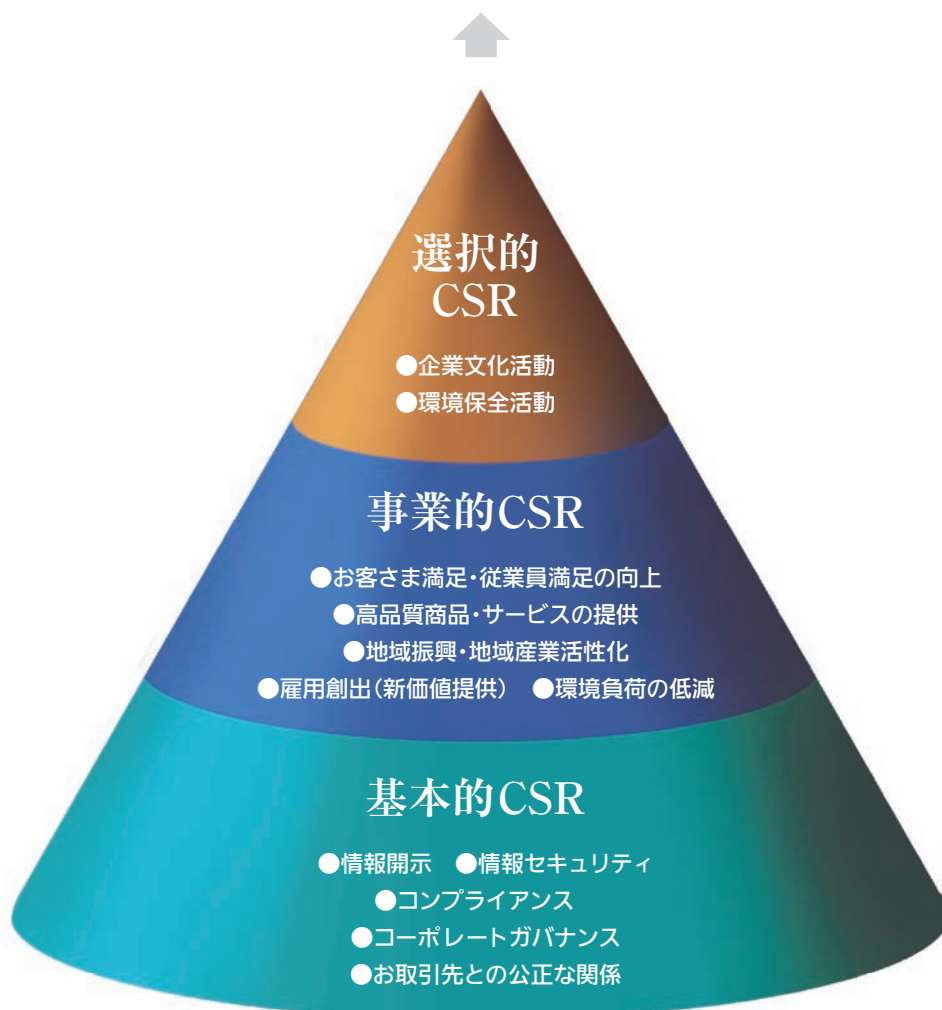 選択的
CSR
●企業文化活動
●環境保全活動
事業的CSR
●お客さま満足・従業員満足の向上
●高品質商品・サービスの提供
●地域振興・地域産業活性化
●雇用創出（新価値提供） ●環境負荷の低減
基本的CSR
●情報開示 ●情報セキュリティ
●コンプライアンス
●コーポレートガバナンス
●お取引先との公正な関係